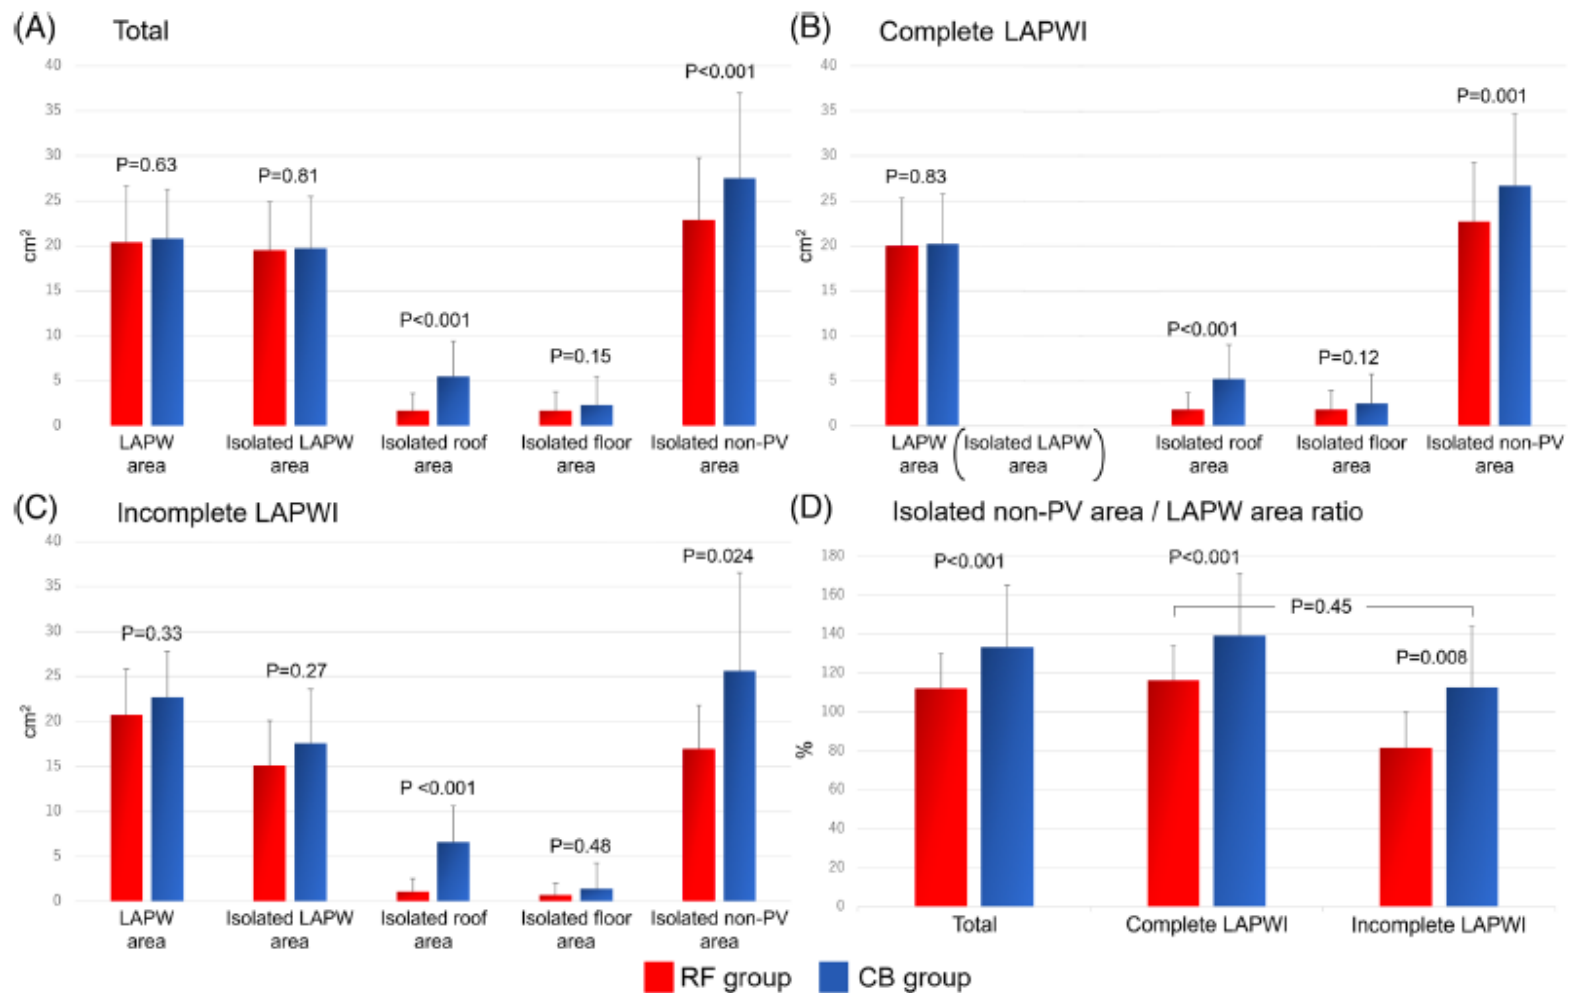 (A) Total
40
35
30
25
20
15
10
5
0
cm²
P=0.63
P=0.81
P<0.001
P=0.15
P<0.001
LAPW area
Isolated LAPW area
Isolated roof area
Isolated floor area
Isolated non-PV area
(B) Complete LAPWI
40
35
30
25
20
15
10
5
0
cm²
P=0.83
P<0.001
P=0.12
P=0.001
LAPW area
(Isolated LAPW area)
Isolated roof area
Isolated floor area
Isolated non-PV area
(C) Incomplete LAPWI
40
35
30
25
20
15
10
5
0
cm²
P=0.33
P=0.27
P <0.001
P=0.48
P=0.024
LAPW area
Isolated LAPW area
Isolated roof area
Isolated floor area
Isolated non-PV area
(D) Isolated non-PV area / LAPW area ratio
180
160
140
120
100
80
60
40
20
0
%
P<0.001
P<0.001
P=0.45
P=0.008
Total
Complete LAPWI
Incomplete LAPWI
RF group
CB group